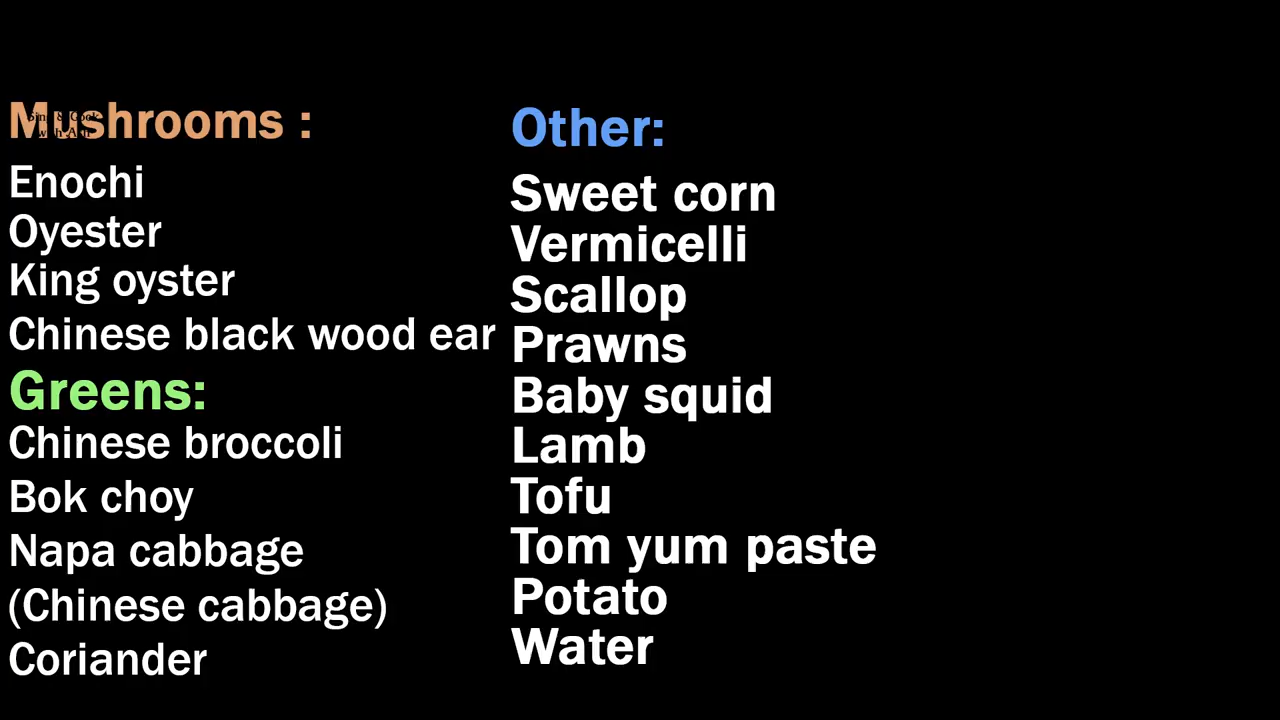 Mushrooms :
Enochi
Oyester
King oyster
Chinese black wood ear
Greens:
Chinese broccoli
Bok choy
Napa cabbage
(Chinese cabbage)
Coriander
Other:
Sweet corn
Vermicelli
Scallop
Prawns
Baby squid
Lamb
Tofu
Tom yum paste
Potato
Water